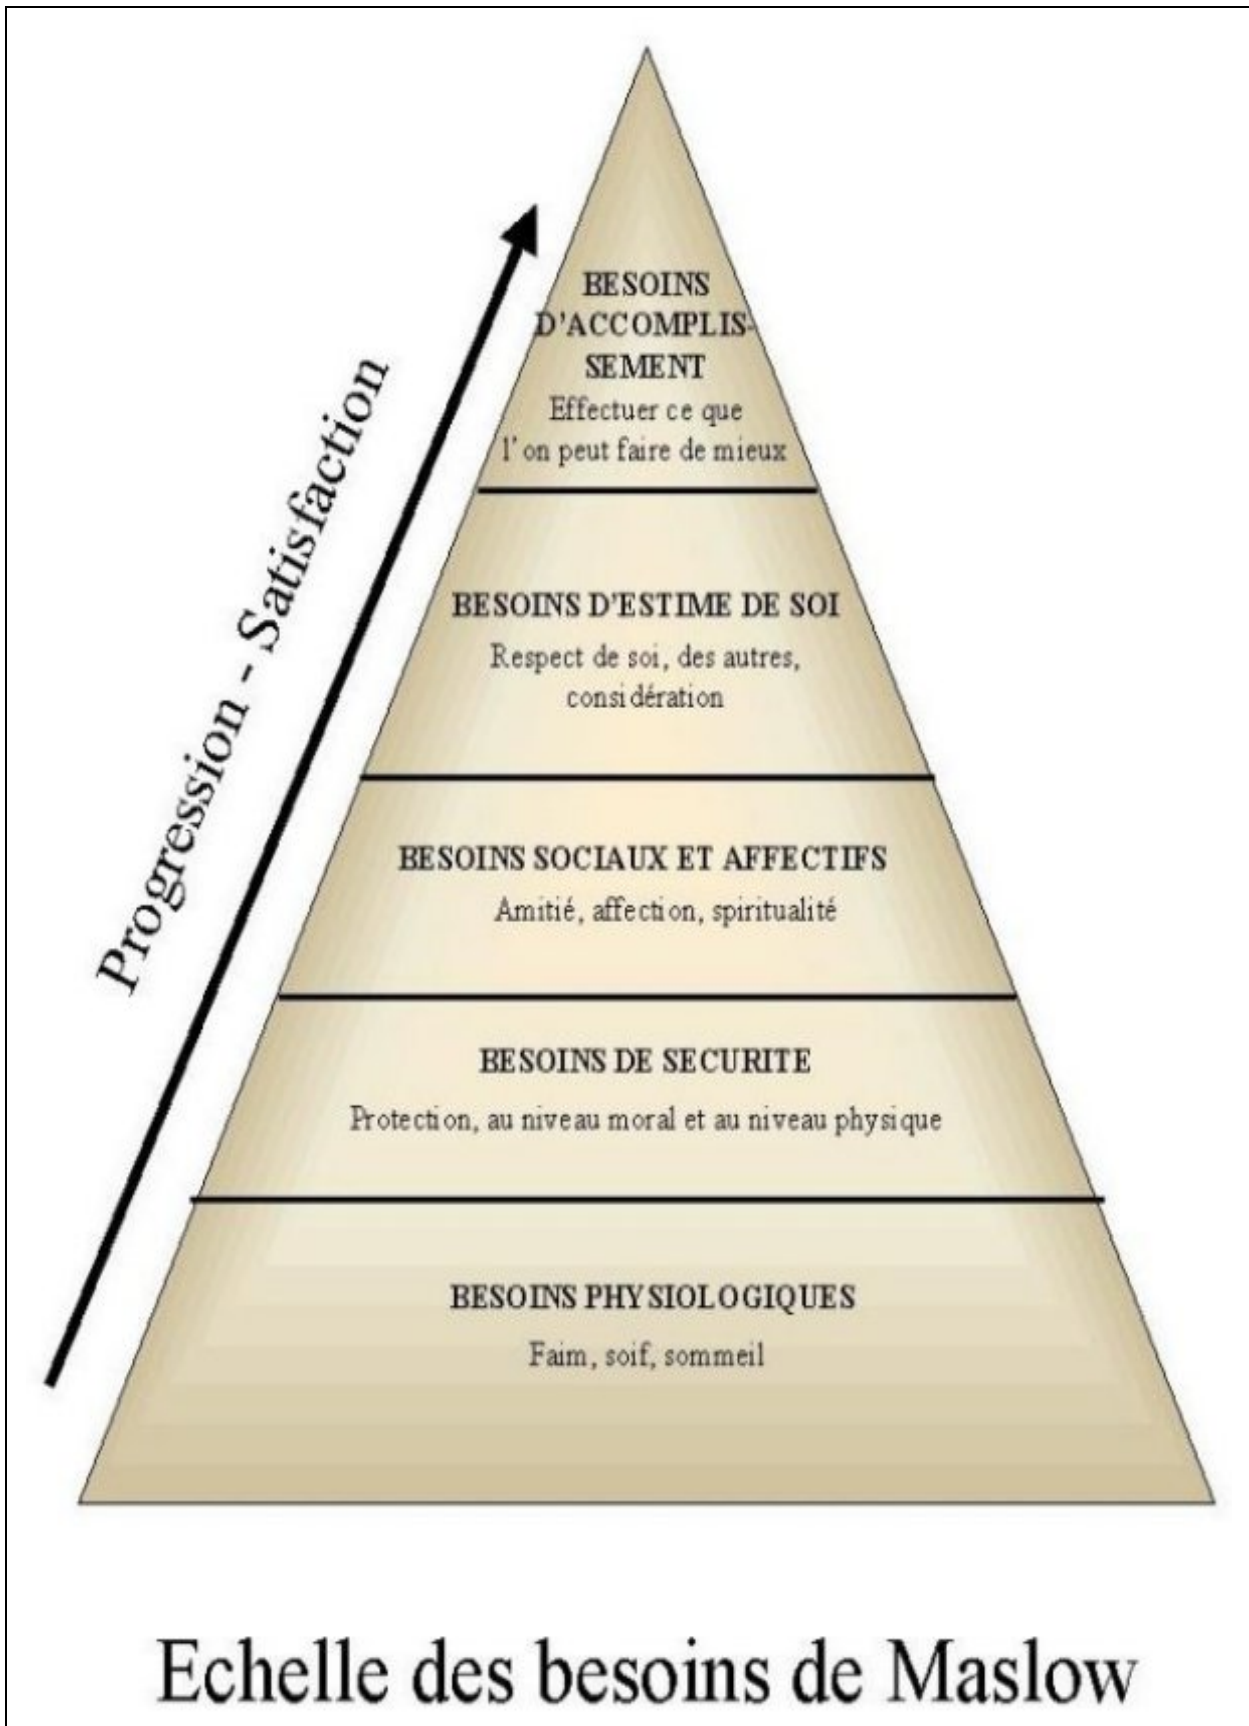 BESOINS
D'ACCOMPLIS-
SEMENT
Effectuer ce que
l'on peut faire de mieux
Progression - Satisfaction
BESOINS D'ESTIME DE SOI
Respect de soi, des autres,
considération
BESOINS SOCIAUX ET AFFECTIFS
Amitié, affection, spiritualité
BESOINS DE SECURITE
Protection, au niveau moral et au niveau physique
BESOINS PHYSIOLOGIQUES
Faim, soif, sommeil
Echelle des besoins de Maslow